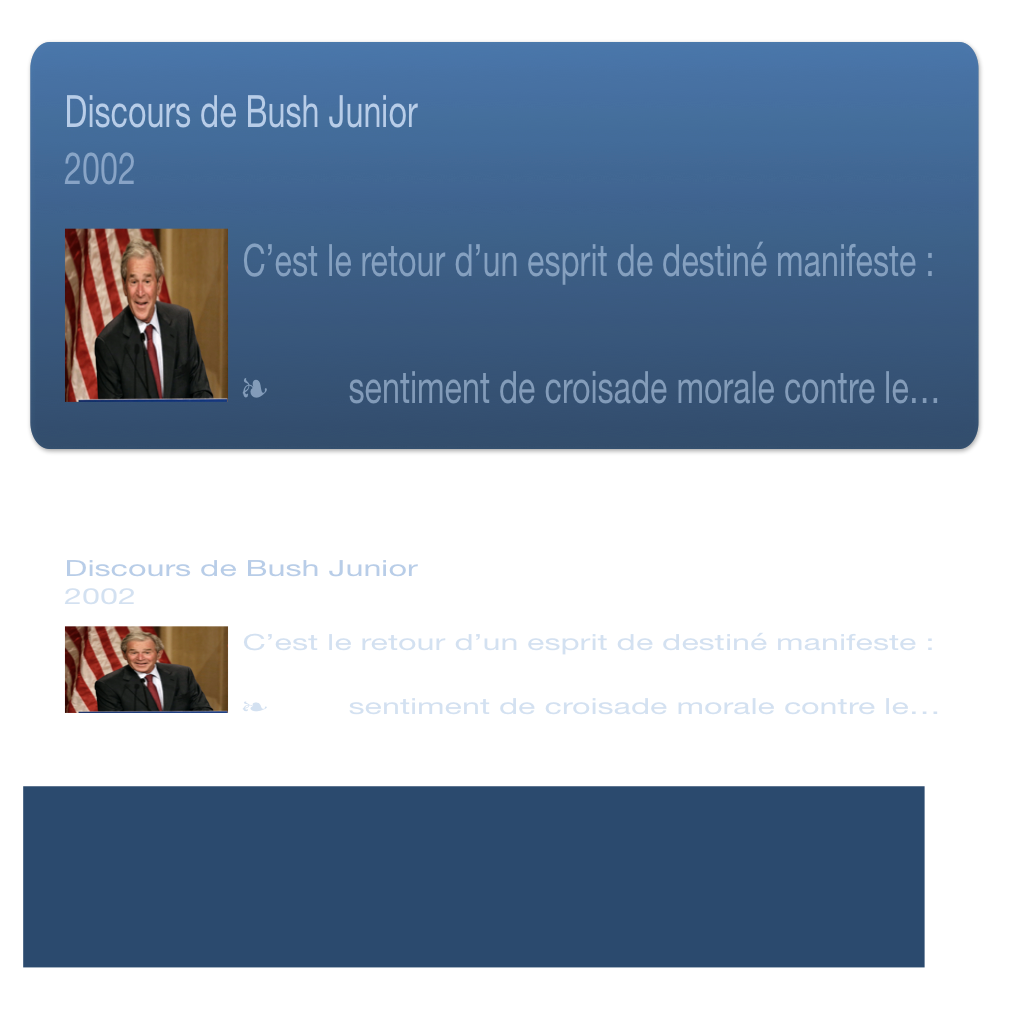 Discours de Bush Junior
2002
C’est le retour d’un esprit de destiné manifeste :
❧ sentiment de croisade morale contre le…
Discours de Bush Junior
2002
C’est le retour d’un esprit de destiné manifeste :
❧ sentiment de croisade morale contre le…